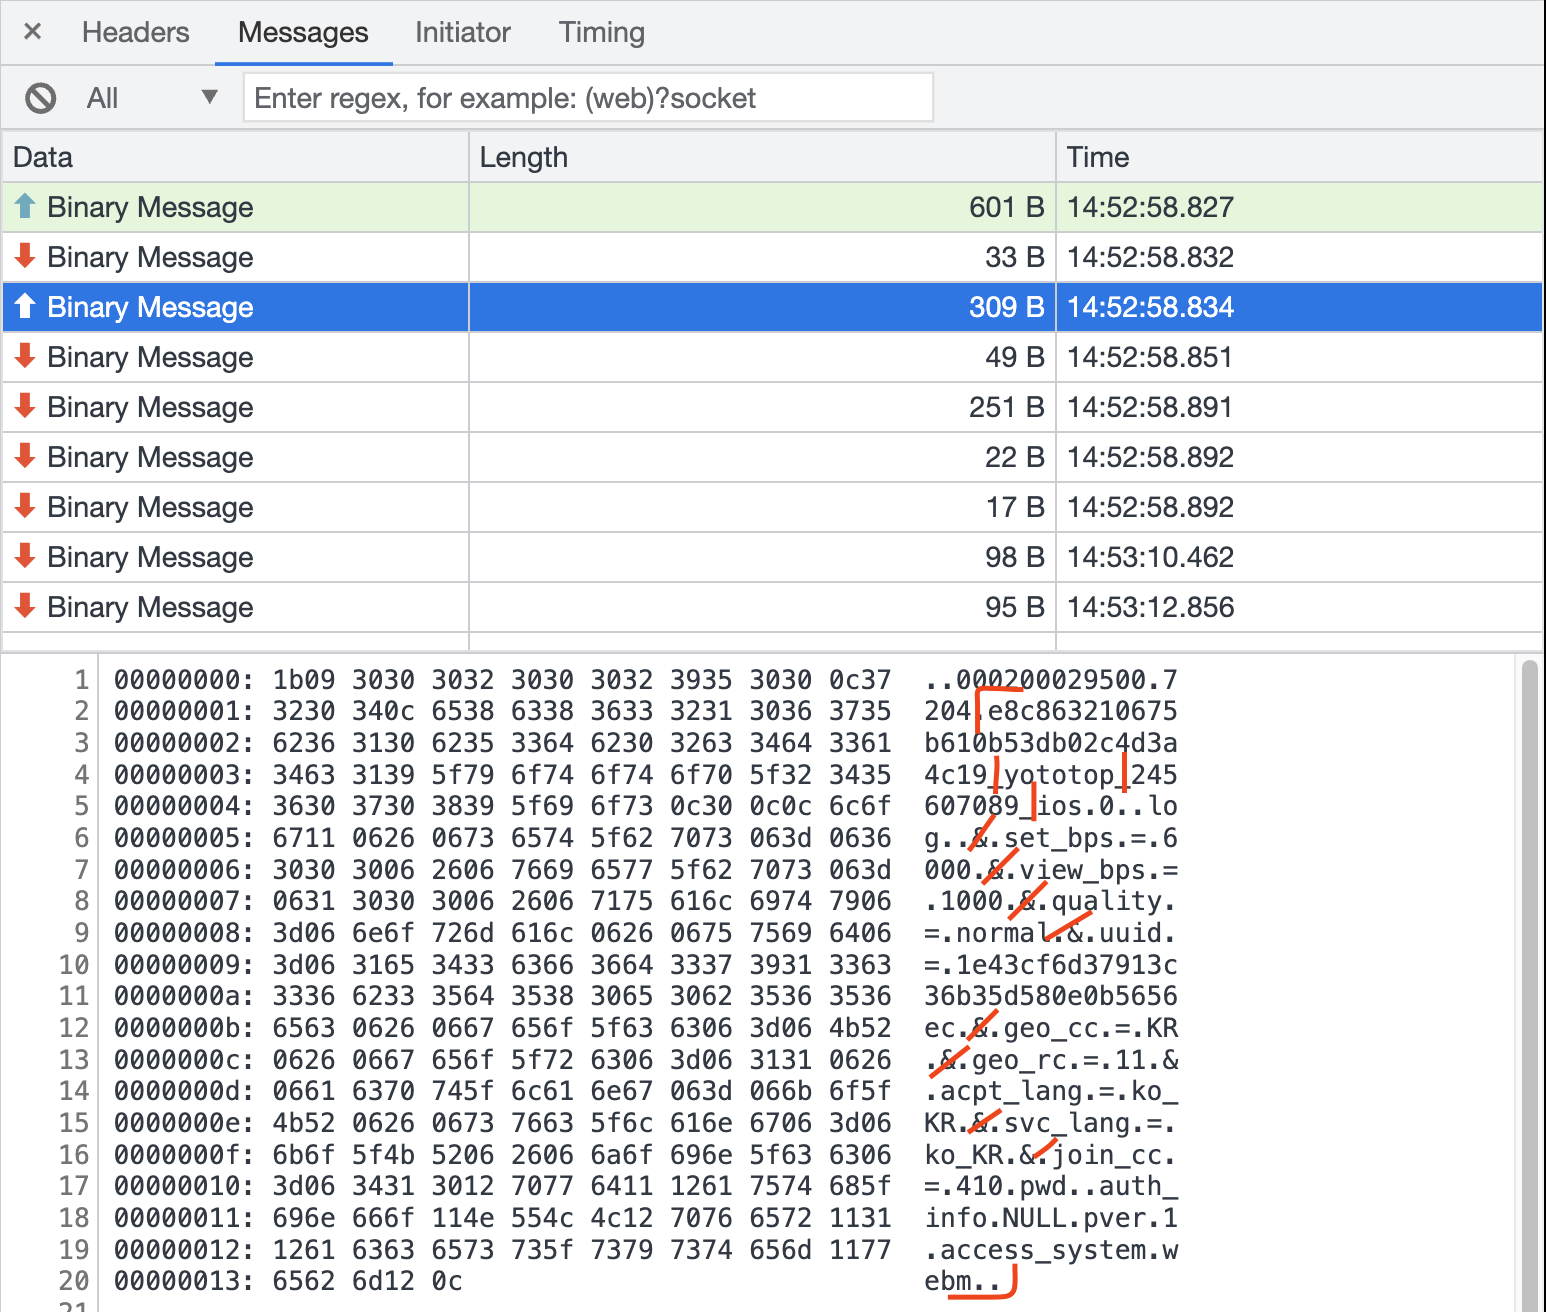 × Headers Messages Initiator Timing
All ▼ Enter regex, for example: (web)?socket
Data Length Time
Binary Message 601 B 14:52:58.827
Binary Message 33 B 14:52:58.832
Binary Message 309 B 14:52:58.834
Binary Message 49 B 14:52:58.851
Binary Message 251 B 14:52:58.891
Binary Message 22 B 14:52:58.892
Binary Message 17 B 14:52:58.892
Binary Message 98 B 14:53:10.462
Binary Message 95 B 14:53:12.856
1 00000000: 1b09 3030 3032 3030 3032 3935 3030 0c37 ..000200029500.7
2 00000001: 3230 340c 6538 6338 3633 3231 3036 3735 204.e8c863210675
3 00000002: 6236 3130 6235 3364 6230 3263 3464 3361 b610b53db02c4d3a
4 00000003: 3463 3139 5f79 6f74 6f74 6f70 5f32 3435 4c19_yototop_245
5 00000004: 3630 3730 3839 5f69 6f73 0c30 0c0c 6c6f 607089_ios.0..lo
6 00000005: 6711 0626 0673 6574 5f62 7073 063d 0636 g..&.set_bps.=.6
7 00000006: 3030 3006 2606 7669 6577 5f62 7073 063d 000.&.view_bps.=
8 00000007: 0631 3030 3006 2606 7175 616c 6974 7906 .1000.&.quality.
9 00000008: 3d06 6e6f 726d 616c 0626 0675 7569 6406 =.normal.&.uuid.
10 00000009: 3d06 3165 3433 6366 3664 3337 3931 3363 =.1e43cf6d37913c
11 0000000a: 3336 6233 3564 3538 3065 3062 3536 3536 36b35d580e0b5656
12 0000000b: 6563 0626 0667 656f 5f63 6306 3d06 4b52 ec.&.geo_cc.=.KR
13 0000000c: 0626 0667 656f 5f72 6306 3d06 3131 0626 .&.geo_rc.=.11.&
14 0000000d: 0661 6370 745f 6c61 6e67 063d 066b 6f5f .acpt_lang.=.ko_
15 0000000e: 4b52 0626 0673 7663 5f6c 616e 6706 3d06 KR.&.svc_lang.=.
16 0000000f: 6b6f 5f4b 5206 2606 6a6f 696e 5f63 6306 ko_KR.&.join_cc.
17 00000010: 3d06 3431 3012 7077 6411 1261 7574 685f =.410.pwd..auth_
18 00000011: 696e 666f 114e 554c 4c12 7076 6572 1131 info.NULL.pver.1
19 00000012: 1261 6363 6573 735f 7379 7374 656d 1177 .access_system.w
20 00000013: 6562 6d12 0c ebm..
21